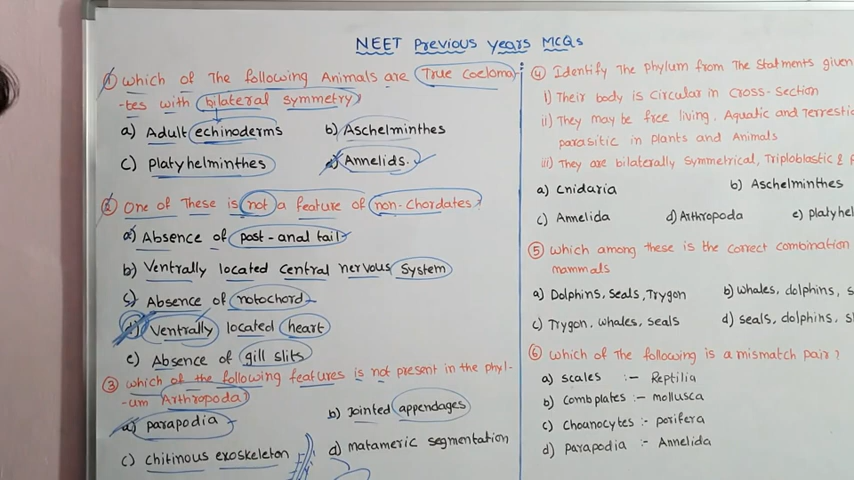 NEET Previous years MCQs
① Which of The following Animals are True Coeloma-
-tes with bilateral symmetry?
a) Adult echinoderms b) Aschelminthes
c) Platyhelminthes d) Annelids.
② One of These is not a feature of non-chordates?
a) Absence of post-anal tail
b) Ventrally located central nervous system
c) Absence of notochord
d) Ventrally located heart
e) Absence of gill slits
③ which of the following features is not present in the phyl-
-um Arthropoda?
a) parapodia b) Jointed appendages
c) chitinous exoskeleton d) matameric segmentation
④ Identify The phylum from The Statments given
i) Their body is circular in cross-section
ii) They may be free living, Aquatic and
parasitic in plants and Animals
iii) They are bilaterally symmetrical, Triploblastic &
a) Cnidaria b) Aschelminthes
c) Annelida d) Arthropoda e)
⑤ Which among these is the correct combination
mammals
a) Dolphins, Seals, Trygon b) whales, dolphins,
c) Trygon, whales, seals d) seals, dolphins,
⑥ which of The following is a mismatch pair?
a) scales :- Reptilia
b) Combplates :- mollusca
c) Choanocytes :- porifera
d) Parapodia :- Annelida